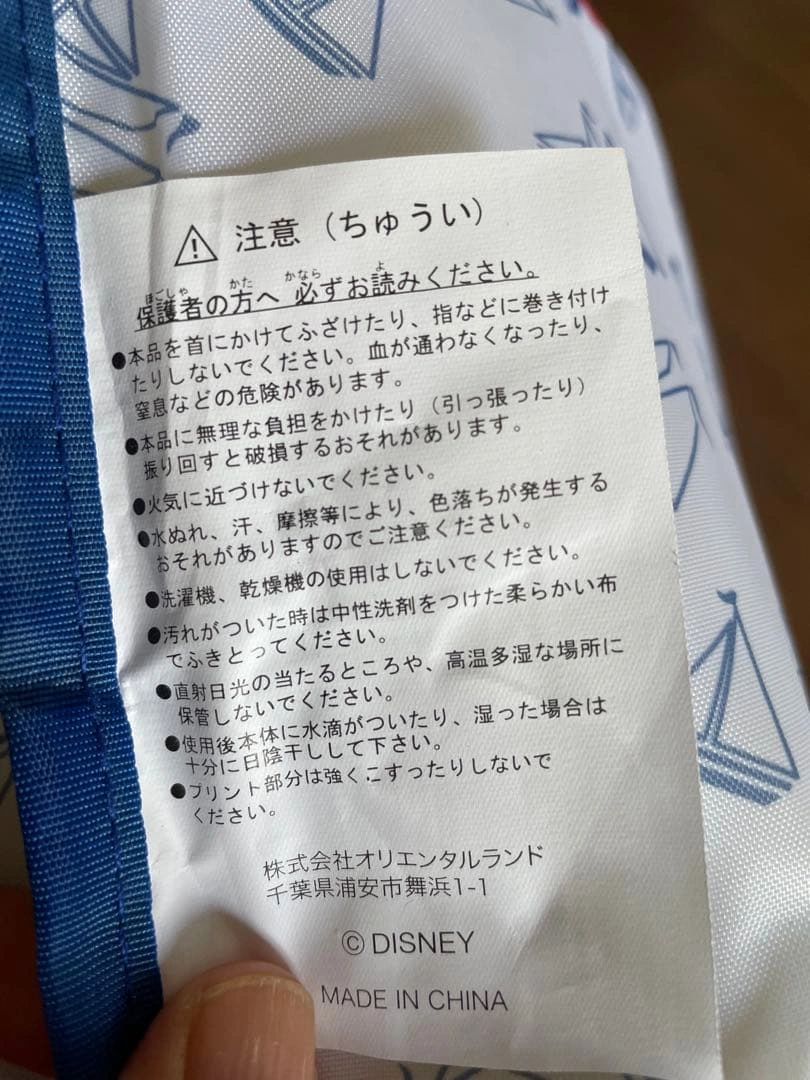 注意（ちゅうい）
ほごしゃ かた かなら よ
保護者の方へ 必ずお読みください。
●本品を首にかけてふざけたり、指などに巻き付け
たりしないでください。血が通わなくなったり、
窒息などの危険があります。
●本品に無理な負担をかけたり（引っ張ったり）
振り回すと破損するおそれがあります。
●火気に近づけないでください。
●水ぬれ、汗、摩擦等により、色落ちが発生する
おそれがありますのでご注意ください。
●洗濯機、乾燥機の使用はしないでください。
●汚れがついた時は中性洗剤をつけた柔らかい布
でふきとってください。
●直射日光の当たるところや、高温多湿な場所に
保管しないでください。
●使用後本体に水滴がついたり、湿った場合は
十分に日陰干しして下さい。
●プリント部分は強くこすったりしないで
ください。
株式会社オリエンタルランド
千葉県浦安市舞浜1-1
© DISNEY
MADE IN CHINA